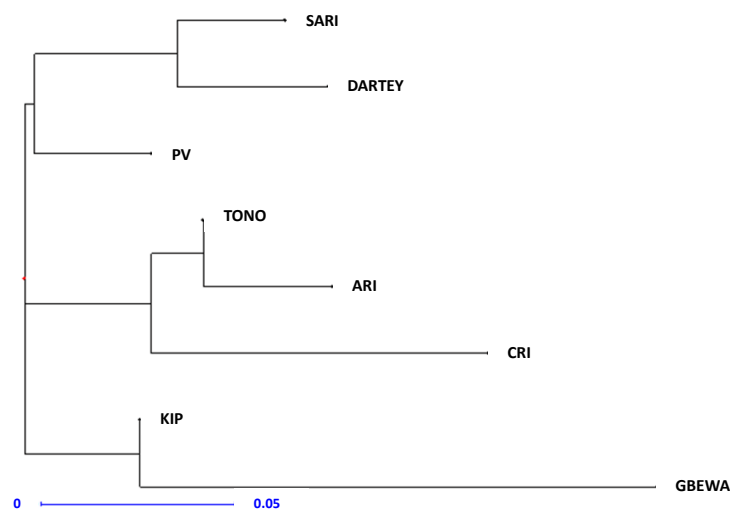 SARI
DARTEY
PV
TONO
ARI
CRI
KIP
GBEWA
0 0.05